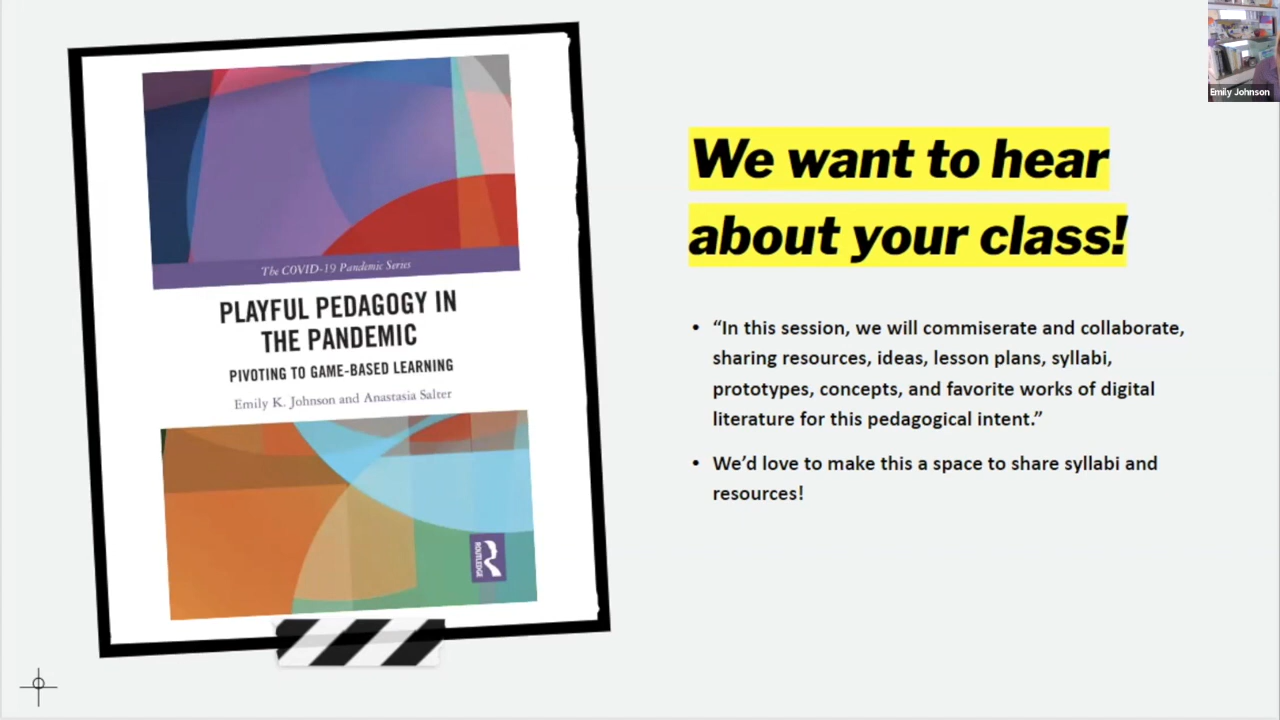 The COVID-19 Pandemic Series
PLAYFUL PEDAGOGY IN
THE PANDEMIC
PIVOTING TO GAME-BASED LEARNING
Emily K. Johnson and Anastasia Salter
ROUTLEDGE
We want to hear
about your class!
• “In this session, we will commiserate and collaborate,
sharing resources, ideas, lesson plans, syllabi,
prototypes, concepts, and favorite works of digital
literature for this pedagogical intent.”
• We’d love to make this a space to share syllabi and
resources!
Emily Johnson